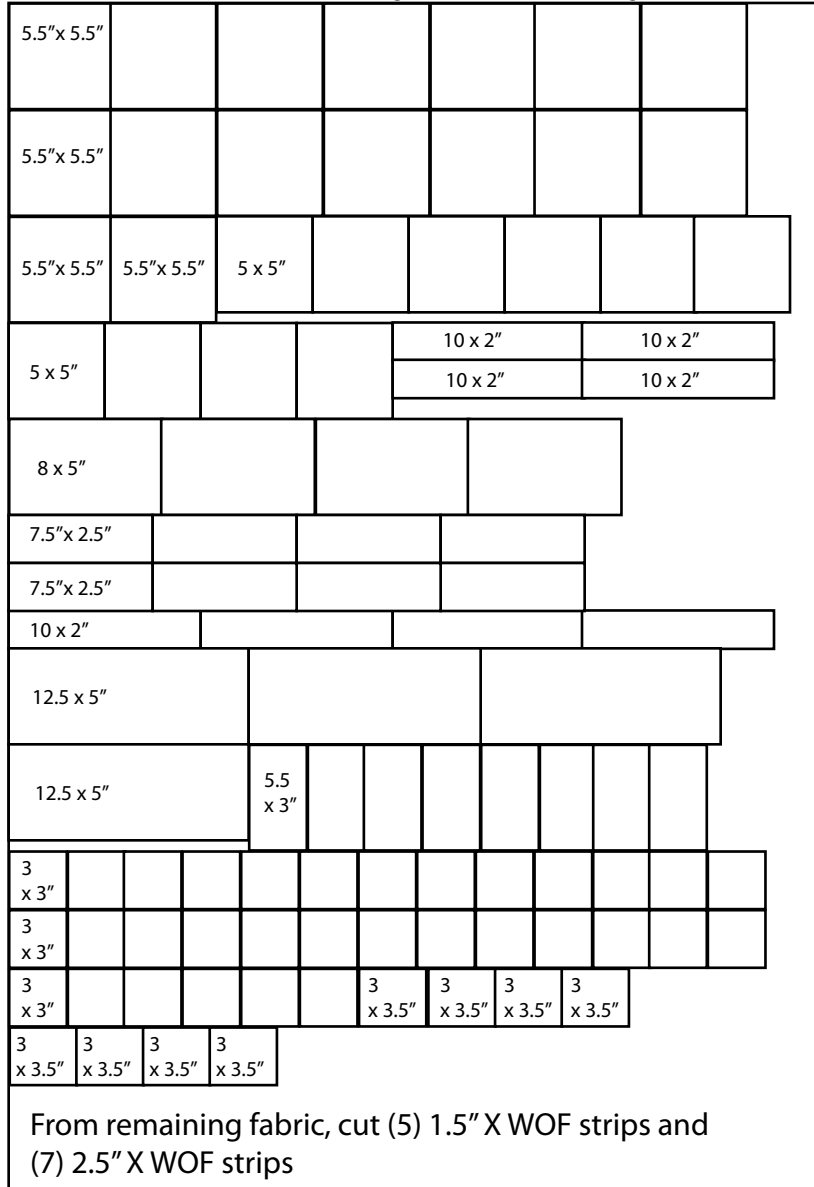 5.5”x 5.5”
5.5”x 5.5”
5.5”x 5.5” 5.5”x 5.5” 5 x 5”
5 x 5”
10 x 2” 10 x 2”
10 x 2” 10 x 2”
8 x 5”
7.5”x 2.5”
7.5”x 2.5”
10 x 2”
12.5 x 5”
12.5 x 5”
5.5
x 3”
3
x 3”
3
x 3”
3
x 3”
3
x 3.5”
3
x 3.5”
3
x 3.5”
3
x 3.5”
3
x 3.5”
3
x 3.5”
3
x 3.5”
3
x 3.5”
From remaining fabric, cut (5) 1.5” X WOF strips and
(7) 2.5” X WOF strips